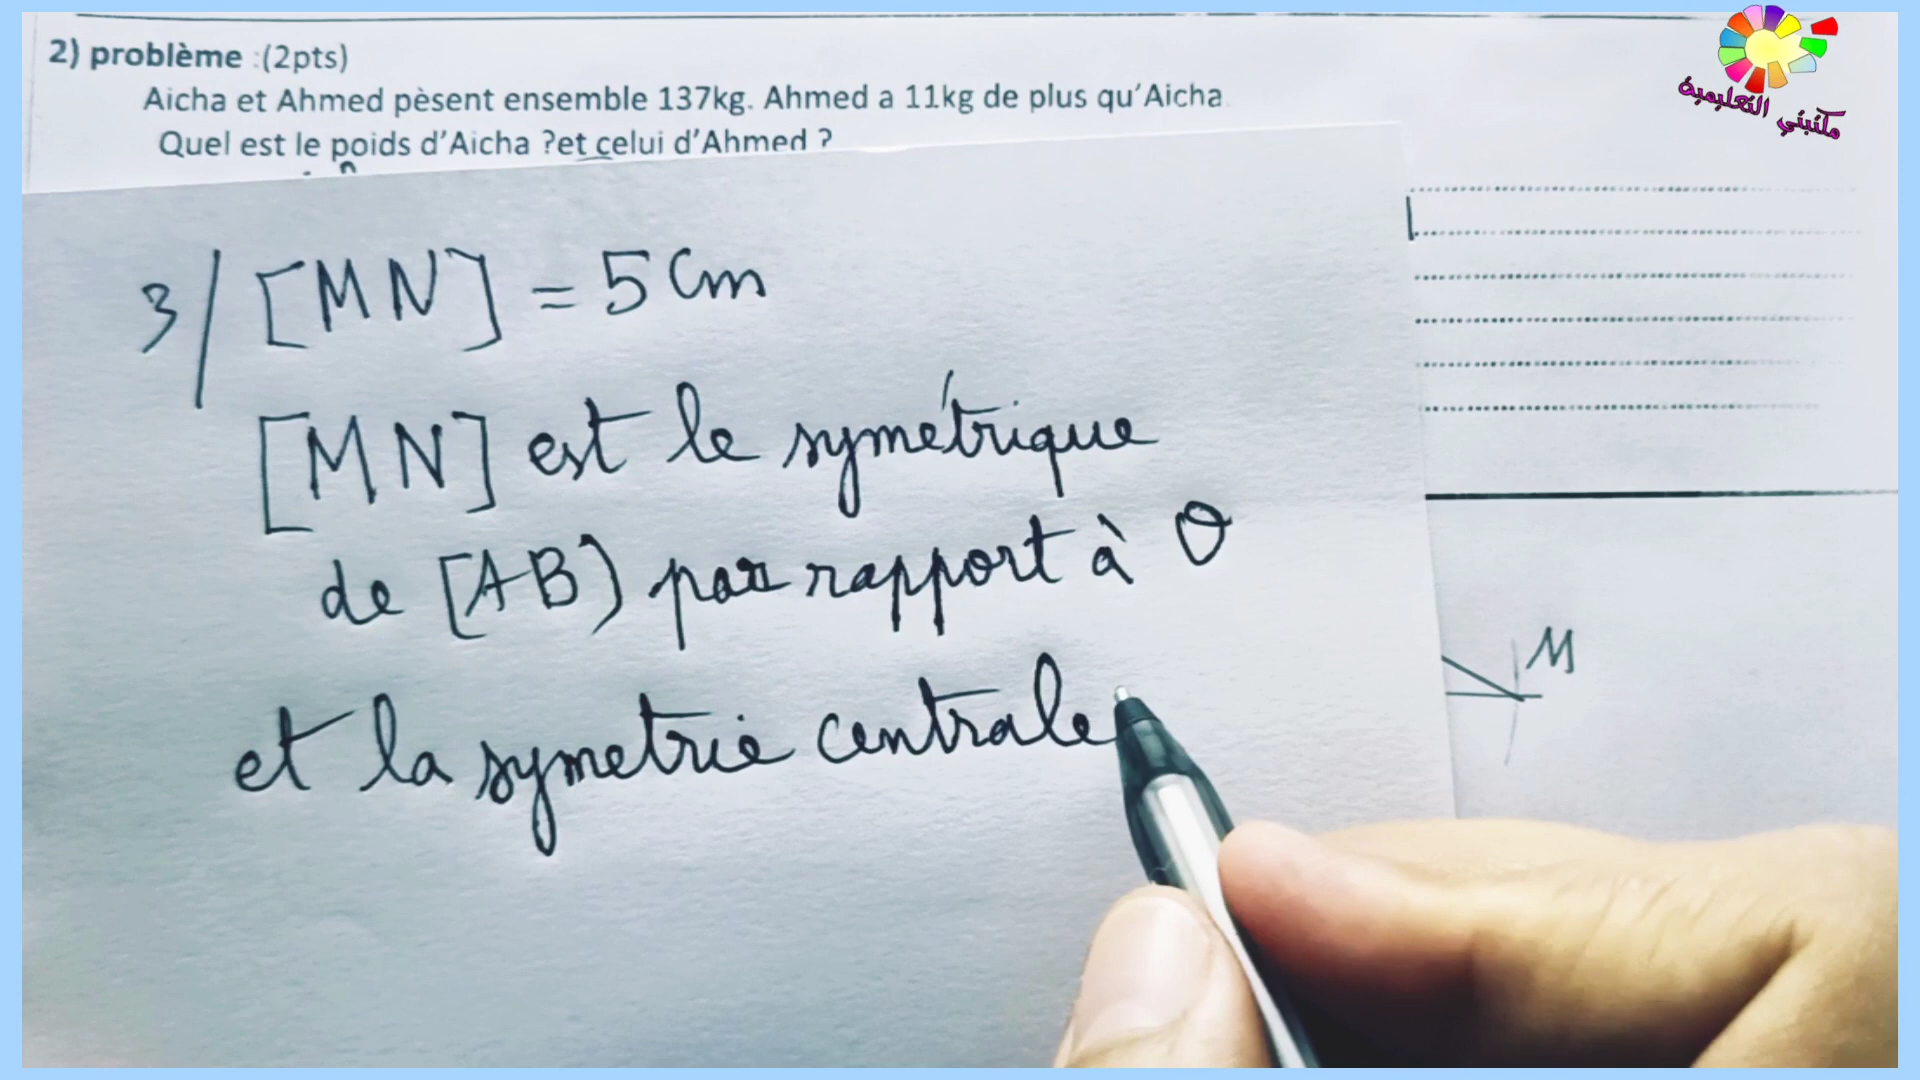 2) problème :(2pts)
Aicha et Ahmed pèsent ensemble 137kg. Ahmed a 11kg de plus qu'Aicha.
Quel est le poids d'Aicha ?et celui d'Ahmed ?
3/ [MN] = 5 Cm
[MN] est le symétrique
de [AB) par rapport à O
et la symetrie centrale
M
مكتبتي التعليمية